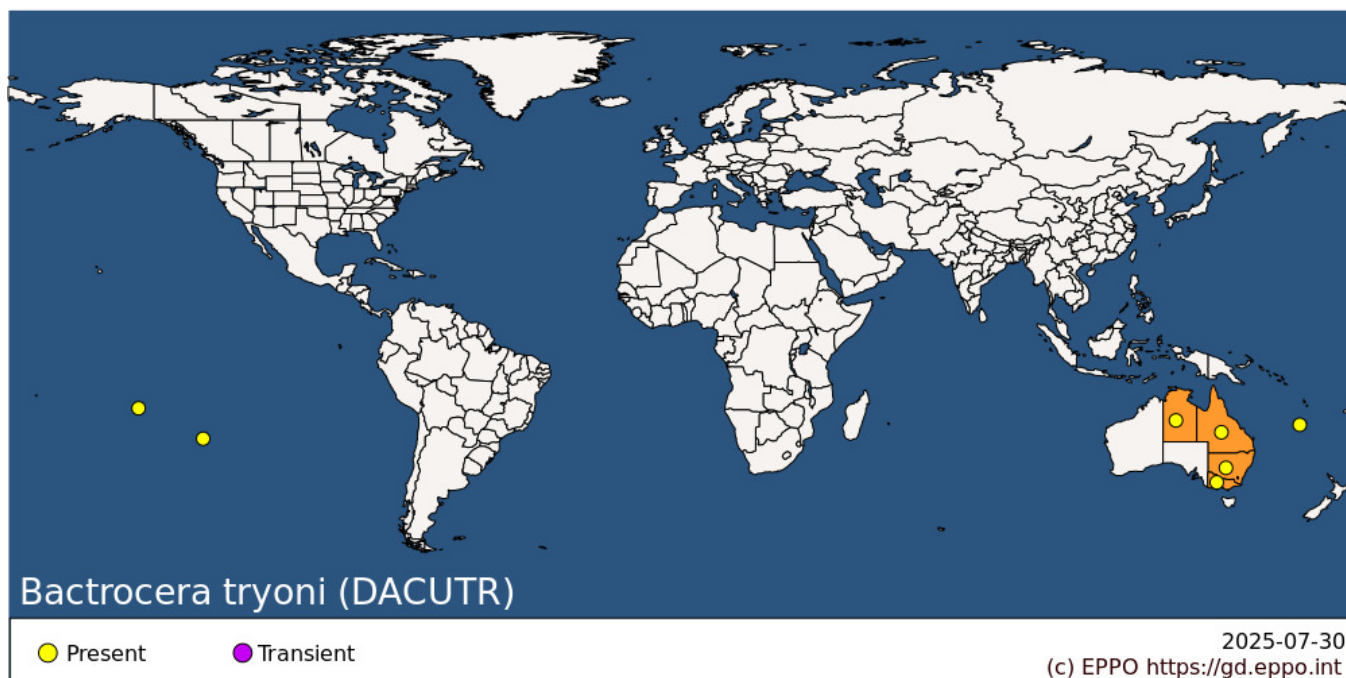 Bactrocera tryoni (DACUTR)
Present
Transient
2025-07-30
(c) EPPO https://gd.eppo.int